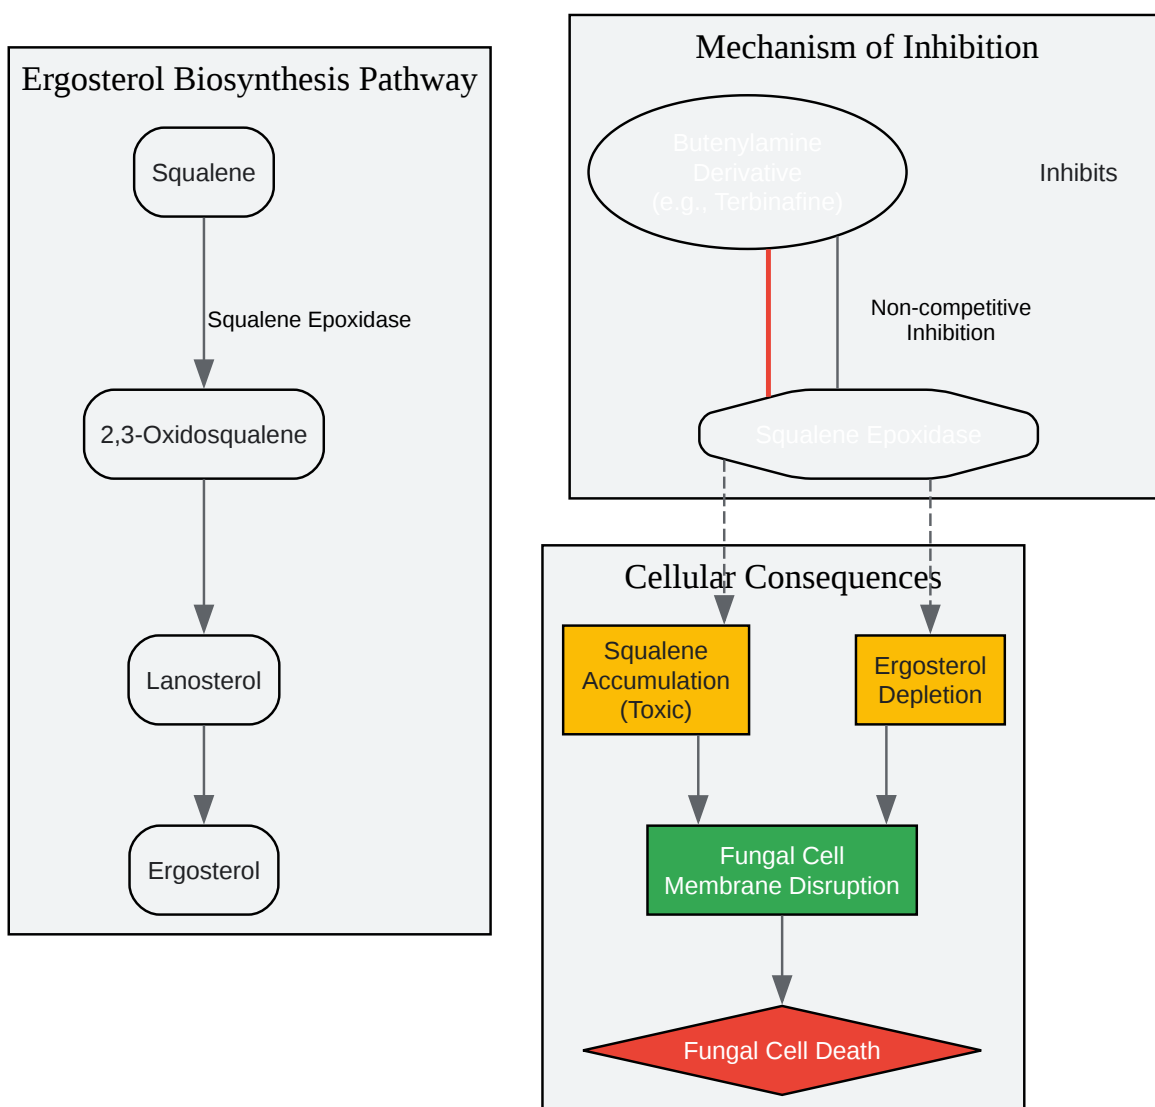 Ergosterol Biosynthesis Pathway
Squalene
Squalene Epoxidase
2,3-Oxidosqualene
Lanosterol
Ergosterol
Mechanism of Inhibition
Butenylamine
Derivative
(e.g., Terbinafine)
Inhibits
Non-competitive
Inhibition
Squalene Epoxidase
Cellular Consequences
Squalene
Accumulation
(Toxic)
Ergosterol
Depletion
Fungal Cell
Membrane Disruption
Fungal Cell Death